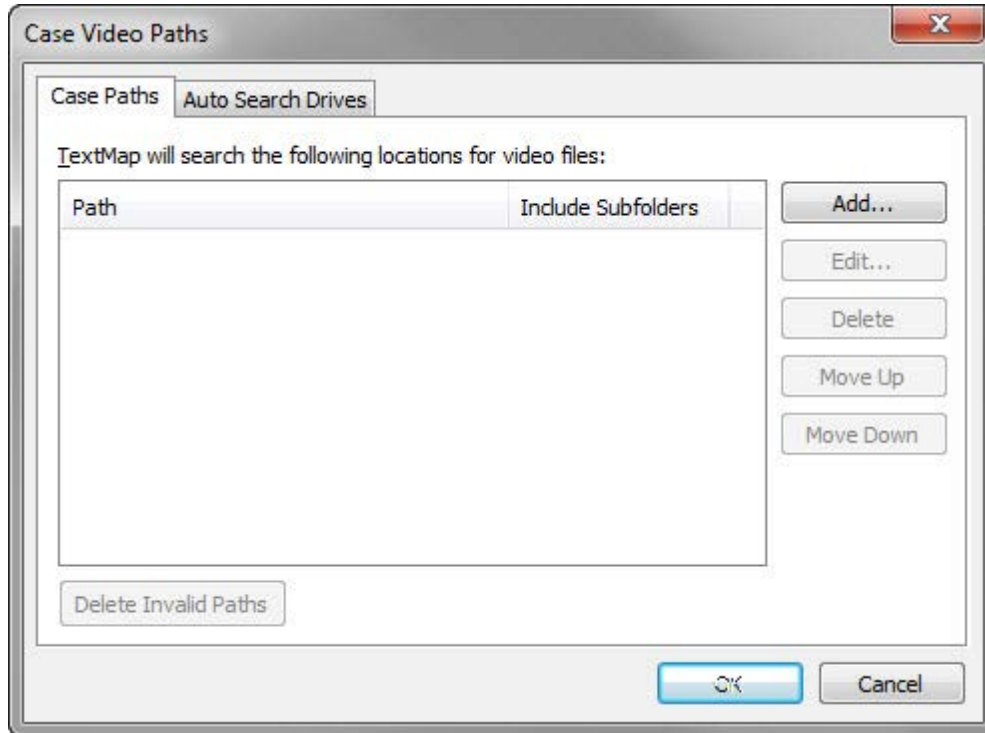 Case Video Paths
Case Paths
Auto Search Drives
TextMap will search the following locations for video files:
Path
Include Subfolders
Add...
Edit...
Delete
Move Up
Move Down
Delete Invalid Paths
OK
Cancel